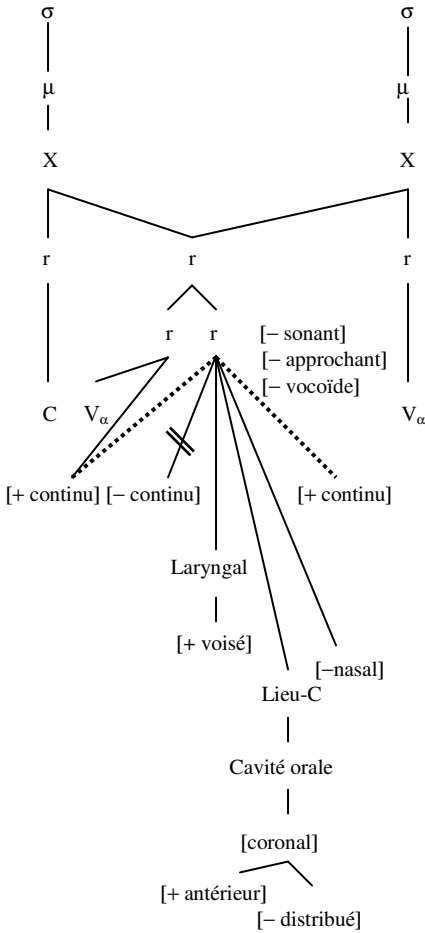 σ σ
μ μ
X X
r r r
r r [– sonant]
[– approchant]
[– vocoïde]
C Vα Vα
[+ continu] [– continu] [+ continu]
Laryngal
[+ voisé]
[–nasal]
Lieu-C
Cavité orale
[coronal]
[+ antérieur]
[– distribué]